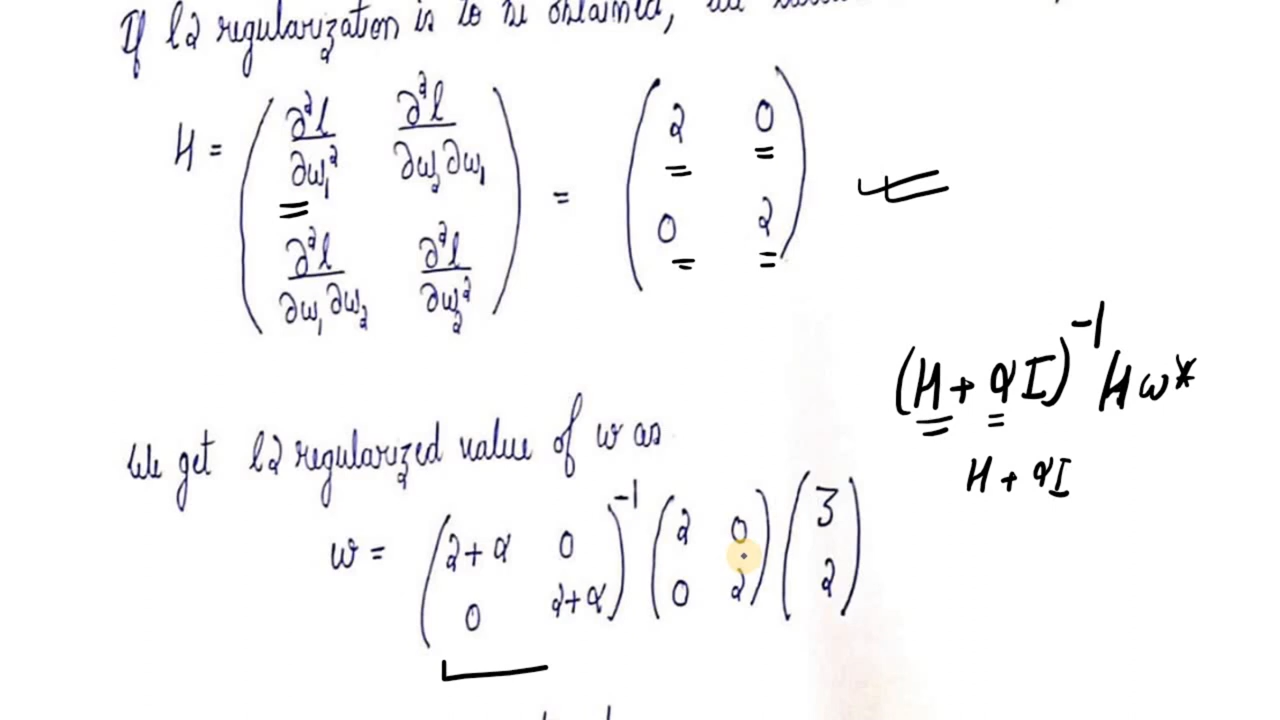 If l2 regularization is to be obtained,
H = ( ∂²l/∂w₁² ∂²l/∂w₂∂w₁ ; ∂²l/∂w₁∂w₂ ∂²l/∂w₂² ) = ( 2 0 ; 0 2 )
(H + αI)⁻¹ H w*
H + αI
We get l2 regularized value of w as
w = ( 2+α 0 ; 0 2+α )⁻¹ ( 2 0 ; 0 2 ) ( 3 ; 2 )